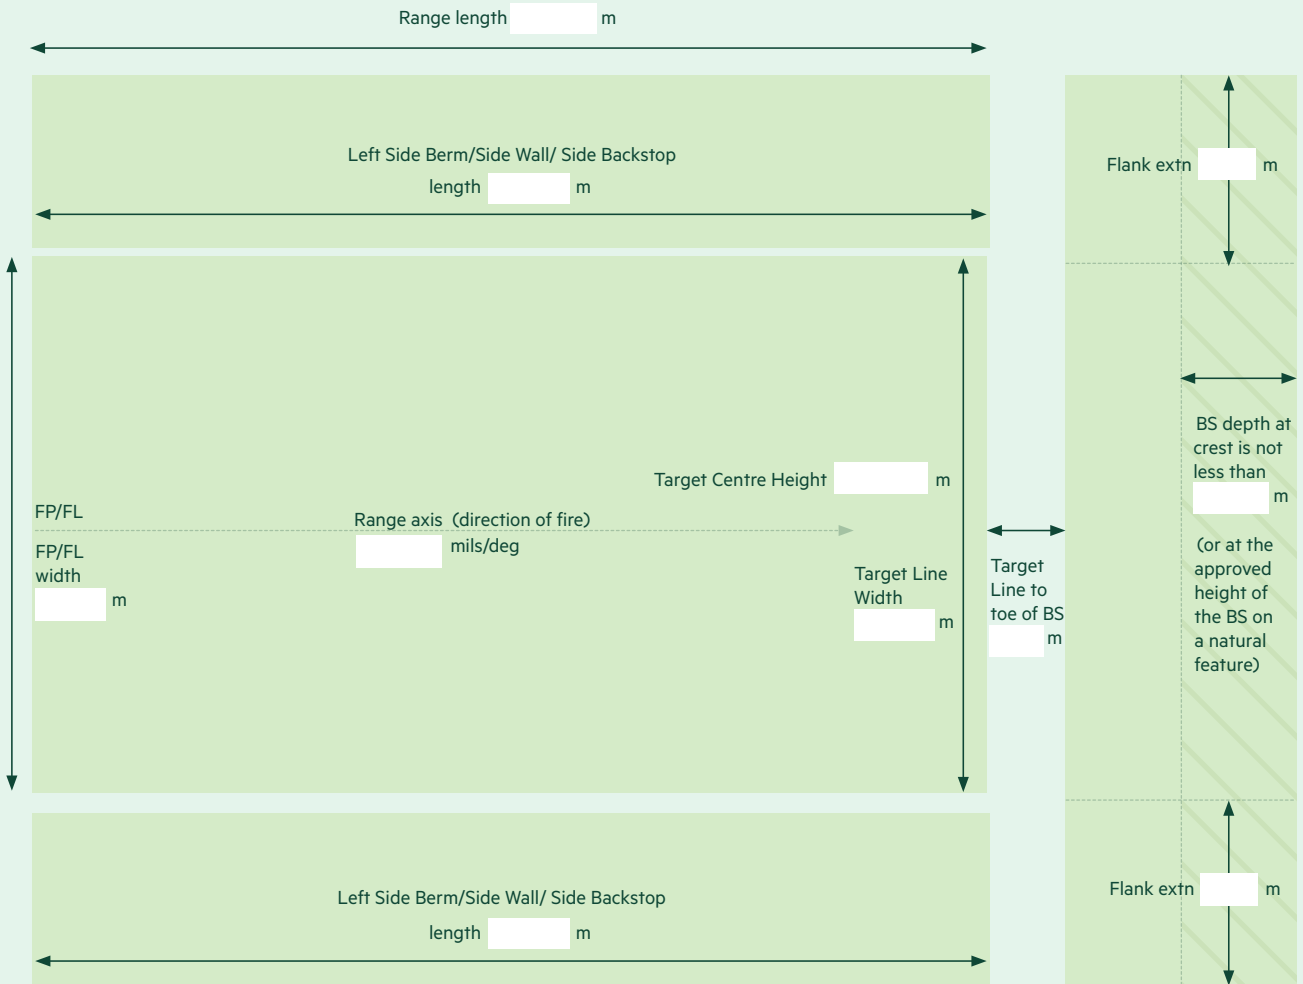 Range length m
Left Side Berm/Side Wall/ Side Backstop
length m
Flank extn m
BS depth at
crest is not
less than
m
(or at the
approved
height of
the BS on
a natural
feature)
Target Centre Height m
FP/FL
Range axis (direction of fire)
mils/deg
FP/FL
width
m
Target Line
Width
m
Target
Line to
toe of BS
m
Left Side Berm/Side Wall/ Side Backstop
length m
Flank extn m